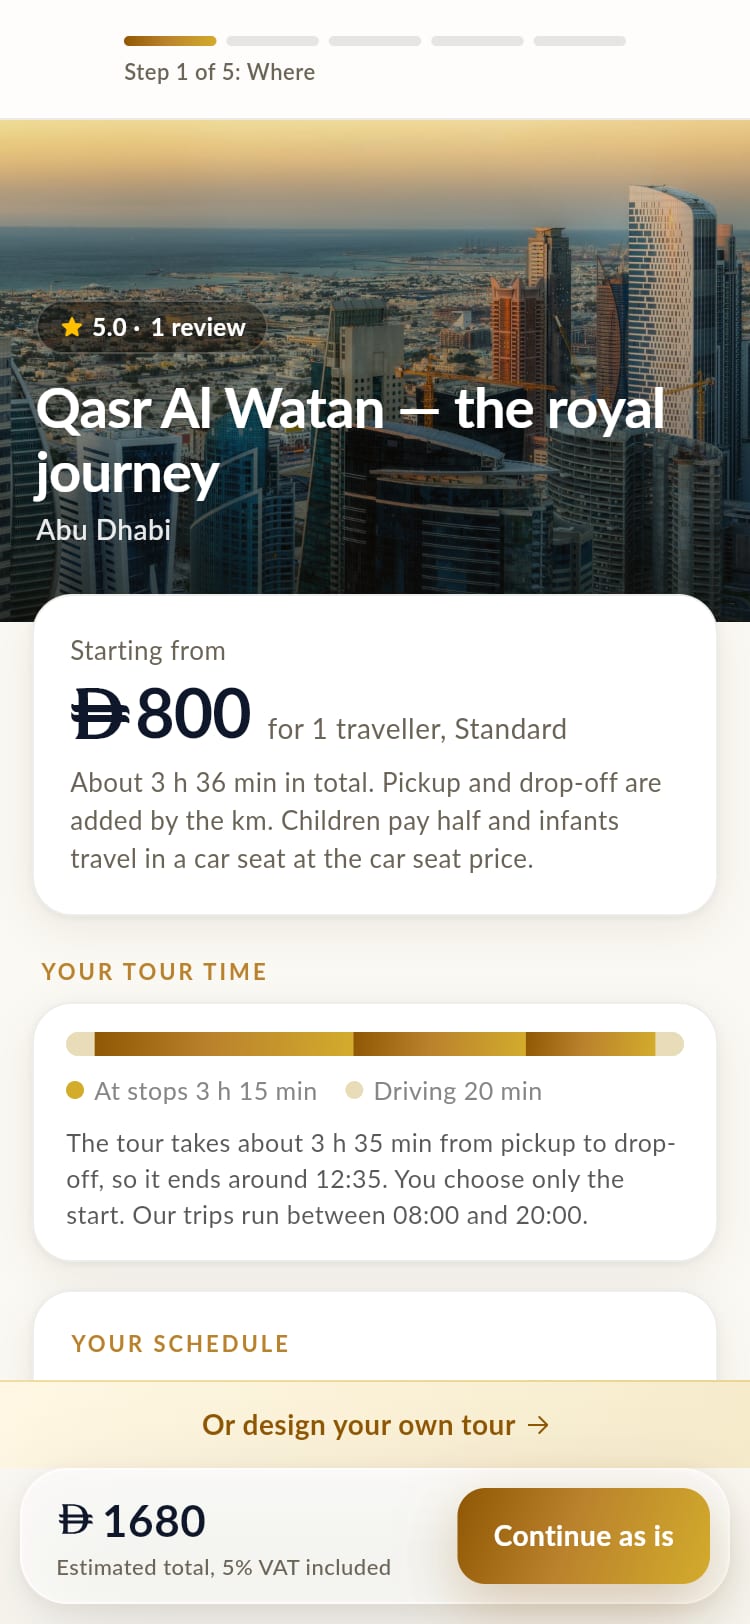 Step 1 of 5: Where
5.0 · 1 review
Qasr Al Watan — the royal
journey
Abu Dhabi
Starting from
800 for 1 traveller, Standard
About 3 h 36 min in total. Pickup and drop-off are
added by the km. Children pay half and infants
travel in a car seat at the car seat price.
YOUR TOUR TIME
At stops 3 h 15 min Driving 20 min
The tour takes about 3 h 35 min from pickup to drop-
off, so it ends around 12:35. You choose only the
start. Our trips run between 08:00 and 20:00.
YOUR SCHEDULE
Or design your own tour →
1680
Estimated total, 5% VAT included
Continue as is